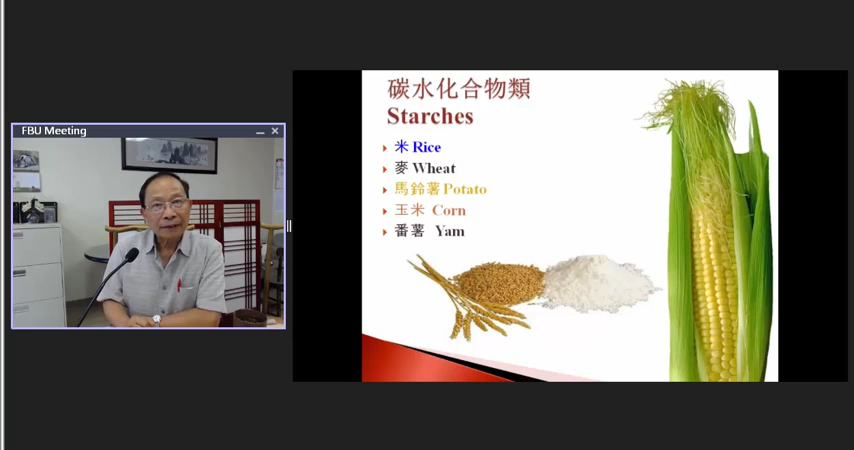 FBU Meeting
碳水化合物類
Starches
米 Rice
麥 Wheat
馬鈴薯 Potato
玉米 Corn
番薯 Yam